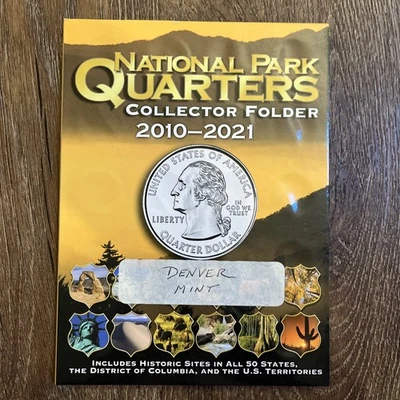 NATIONAL PARK
QUARTERS
COLLECTOR FOLDER
2010–2021
UNITED STATES OF AMERICA
LIBERTY
IN
GOD WE
TRUST
QUARTER DOLLAR
DENVER
MINT
INCLUDES HISTORIC SITES IN ALL 50 STATES,
THE DISTRICT OF COLUMBIA, AND THE U.S. TERRITORIES